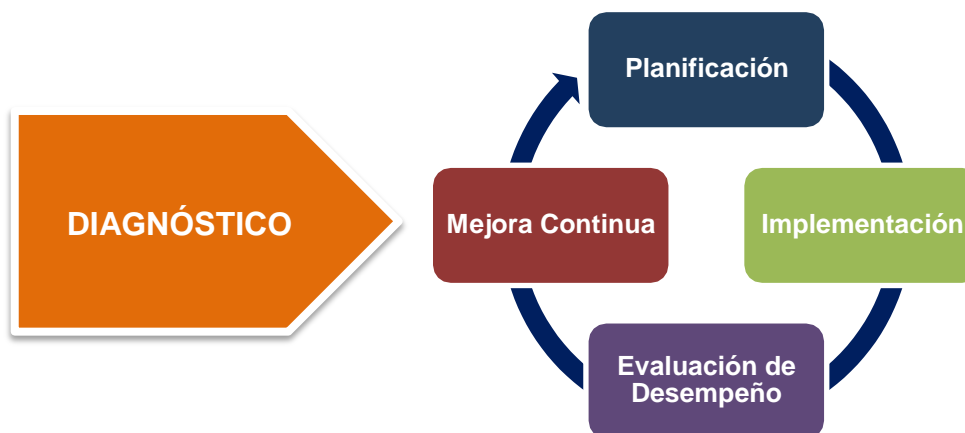 Planificación
DIAGNÓSTICO
Mejora Continua
Implementación
Evaluación de
Desempeño